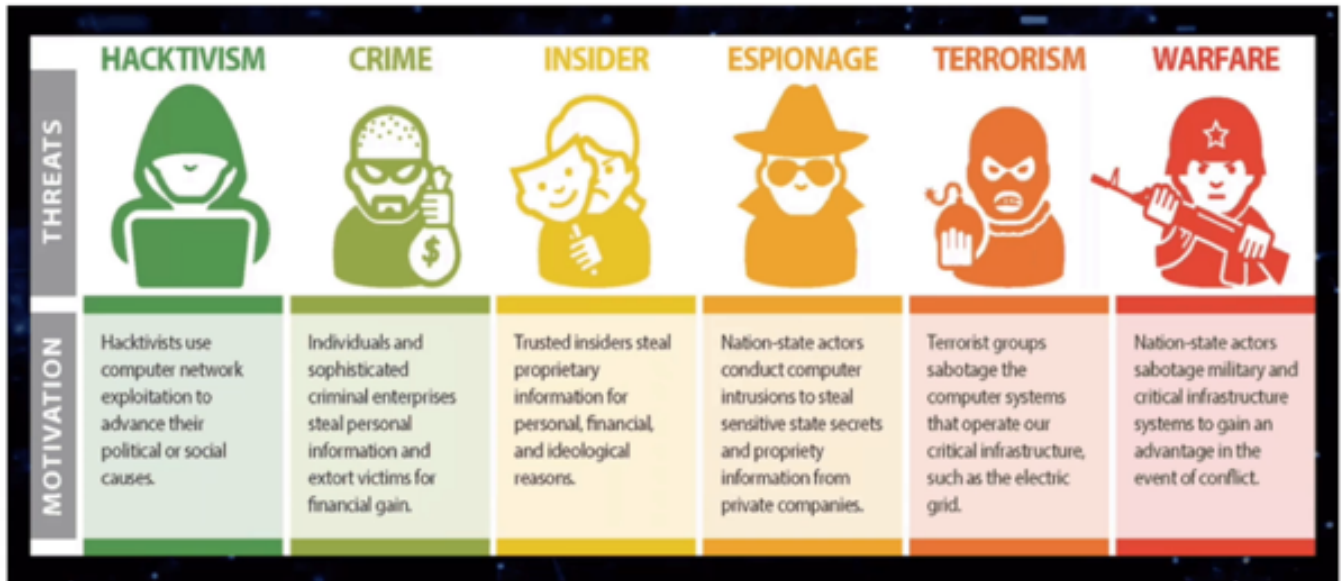 HACKTIVISM
CRIME
INSIDER
ESPIONAGE
TERRORISM
WARFARE
THREATS
$
MOTIVATION
Hacktivists use
computer network
exploitation to
advance their
political or social
causes.
Individuals and
sophisticated
criminal enterprises
steal personal
information and
extort victims for
financial gain.
Trusted insiders steal
proprietary
information for
personal, financial,
and ideological
reasons.
Nation-state actors
conduct computer
intrusions to steal
sensitive state secrets
and propriety
information from
private companies.
Terrorist groups
sabotage the
computer systems
that operate our
critical infrastructure,
such as the electric
grid.
Nation-state actors
sabotage military and
critical infrastructure
systems to gain an
advantage in the
event of conflict.